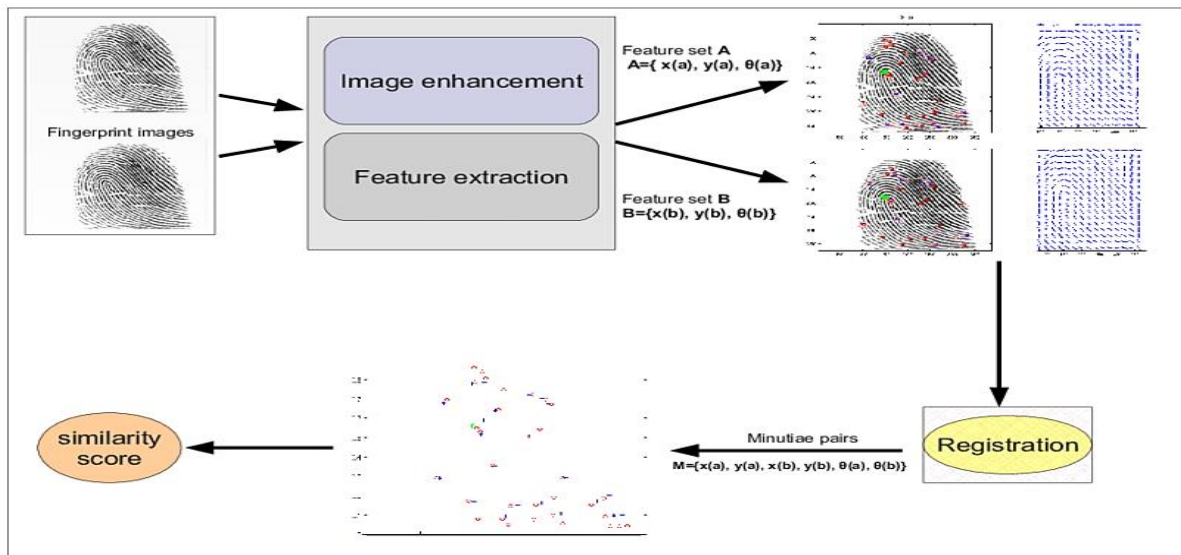 Fingerprint images
Image enhancement
Feature extraction
Feature set A
A={ x(a), y(a), θ(a)}
Feature set B
B={x(b), y(b), θ(b)}
Registration
Minutiae pairs
M={x(a), y(a), x(b), y(b), θ(a), θ(b)}
similarity
score